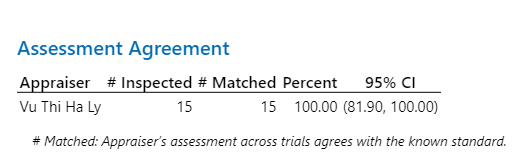 Assessment Agreement
Appraiser # Inspected # Matched Percent 95% CI
Vu Thi Ha Ly 15 15 100.00 (81.90, 100.00)
# Matched: Appraiser's assessment across trials agrees with the known standard.